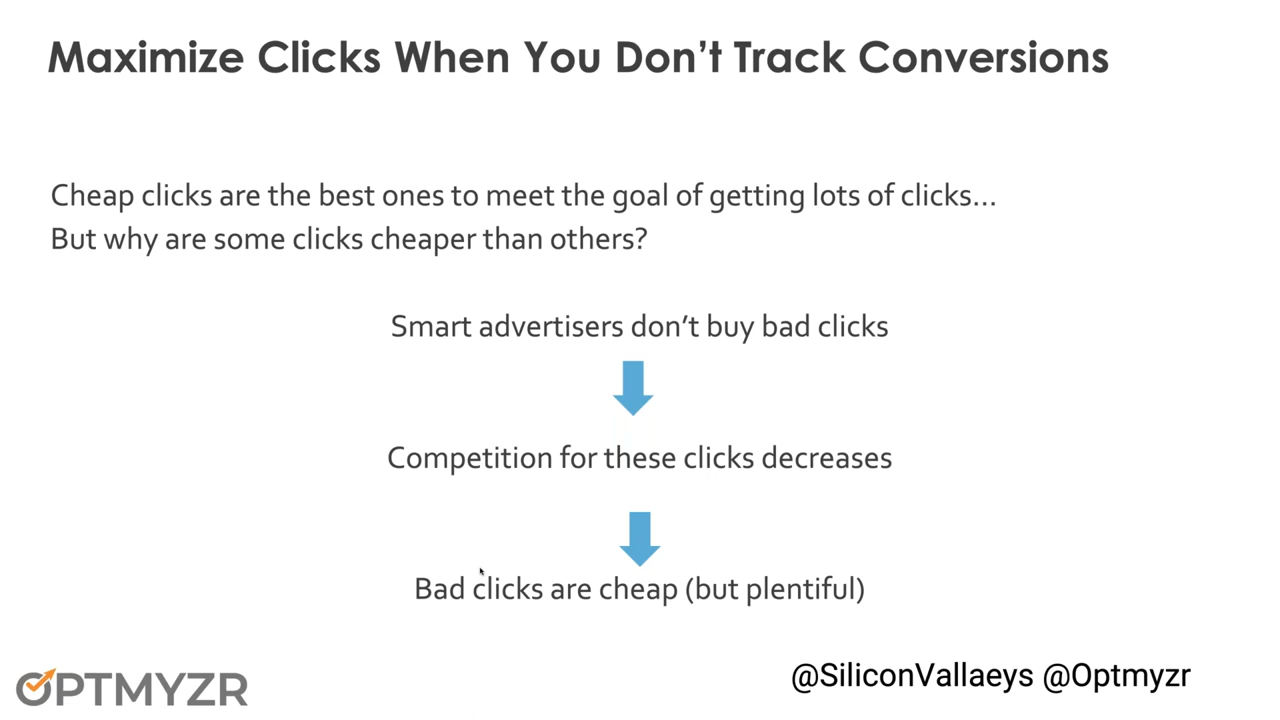 Maximize Clicks When You Don’t Track Conversions
Cheap clicks are the best ones to meet the goal of getting lots of clicks…
But why are some clicks cheaper than others?
Smart advertisers don’t buy bad clicks
Competition for these clicks decreases
Bad clicks are cheap (but plentiful)
OPTMYZR
@SiliconVallaeys @Optmyzr